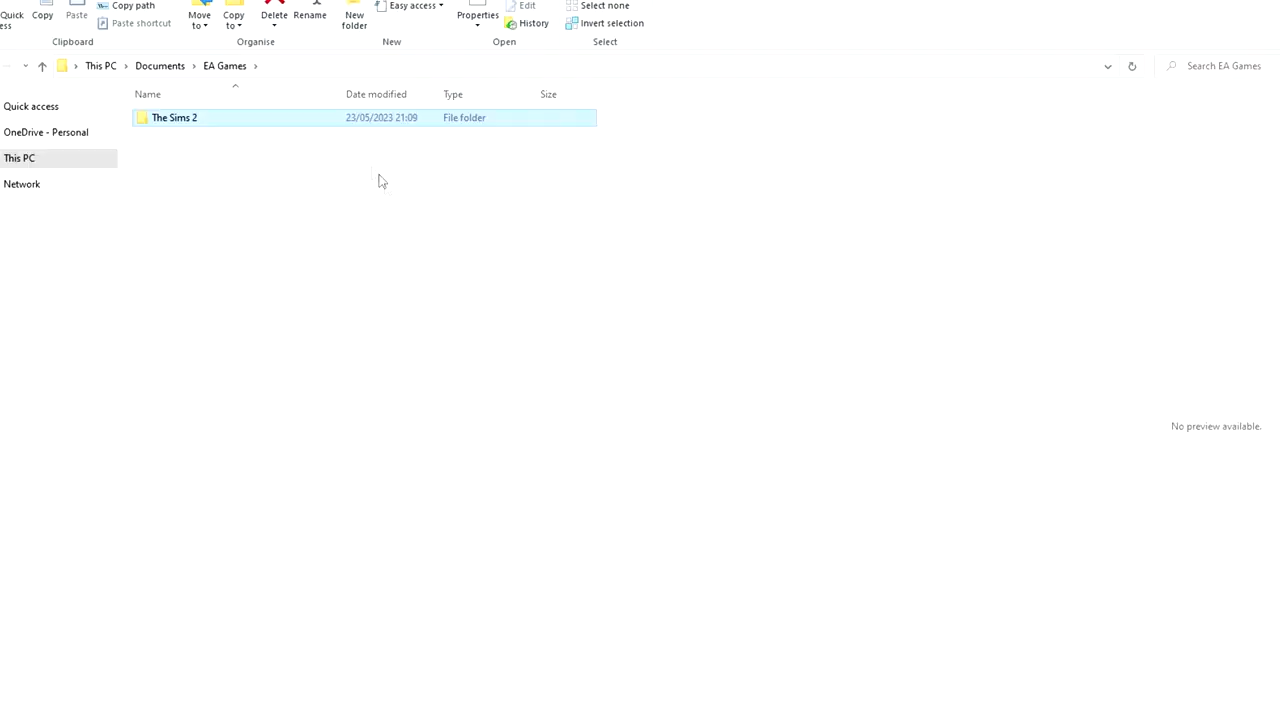 Quick Copy Paste Copy path Move Copy Delete Rename New Properties Easy access Edit Select none
ess Paste shortcut to to folder History Invert selection
Clipboard Organise New Open Select
This PC Documents EA Games Search EA Games
Name Date modified Type Size
Quick access
The Sims 2 23/05/2023 21:09 File folder
OneDrive - Personal
This PC
Network
No preview available.